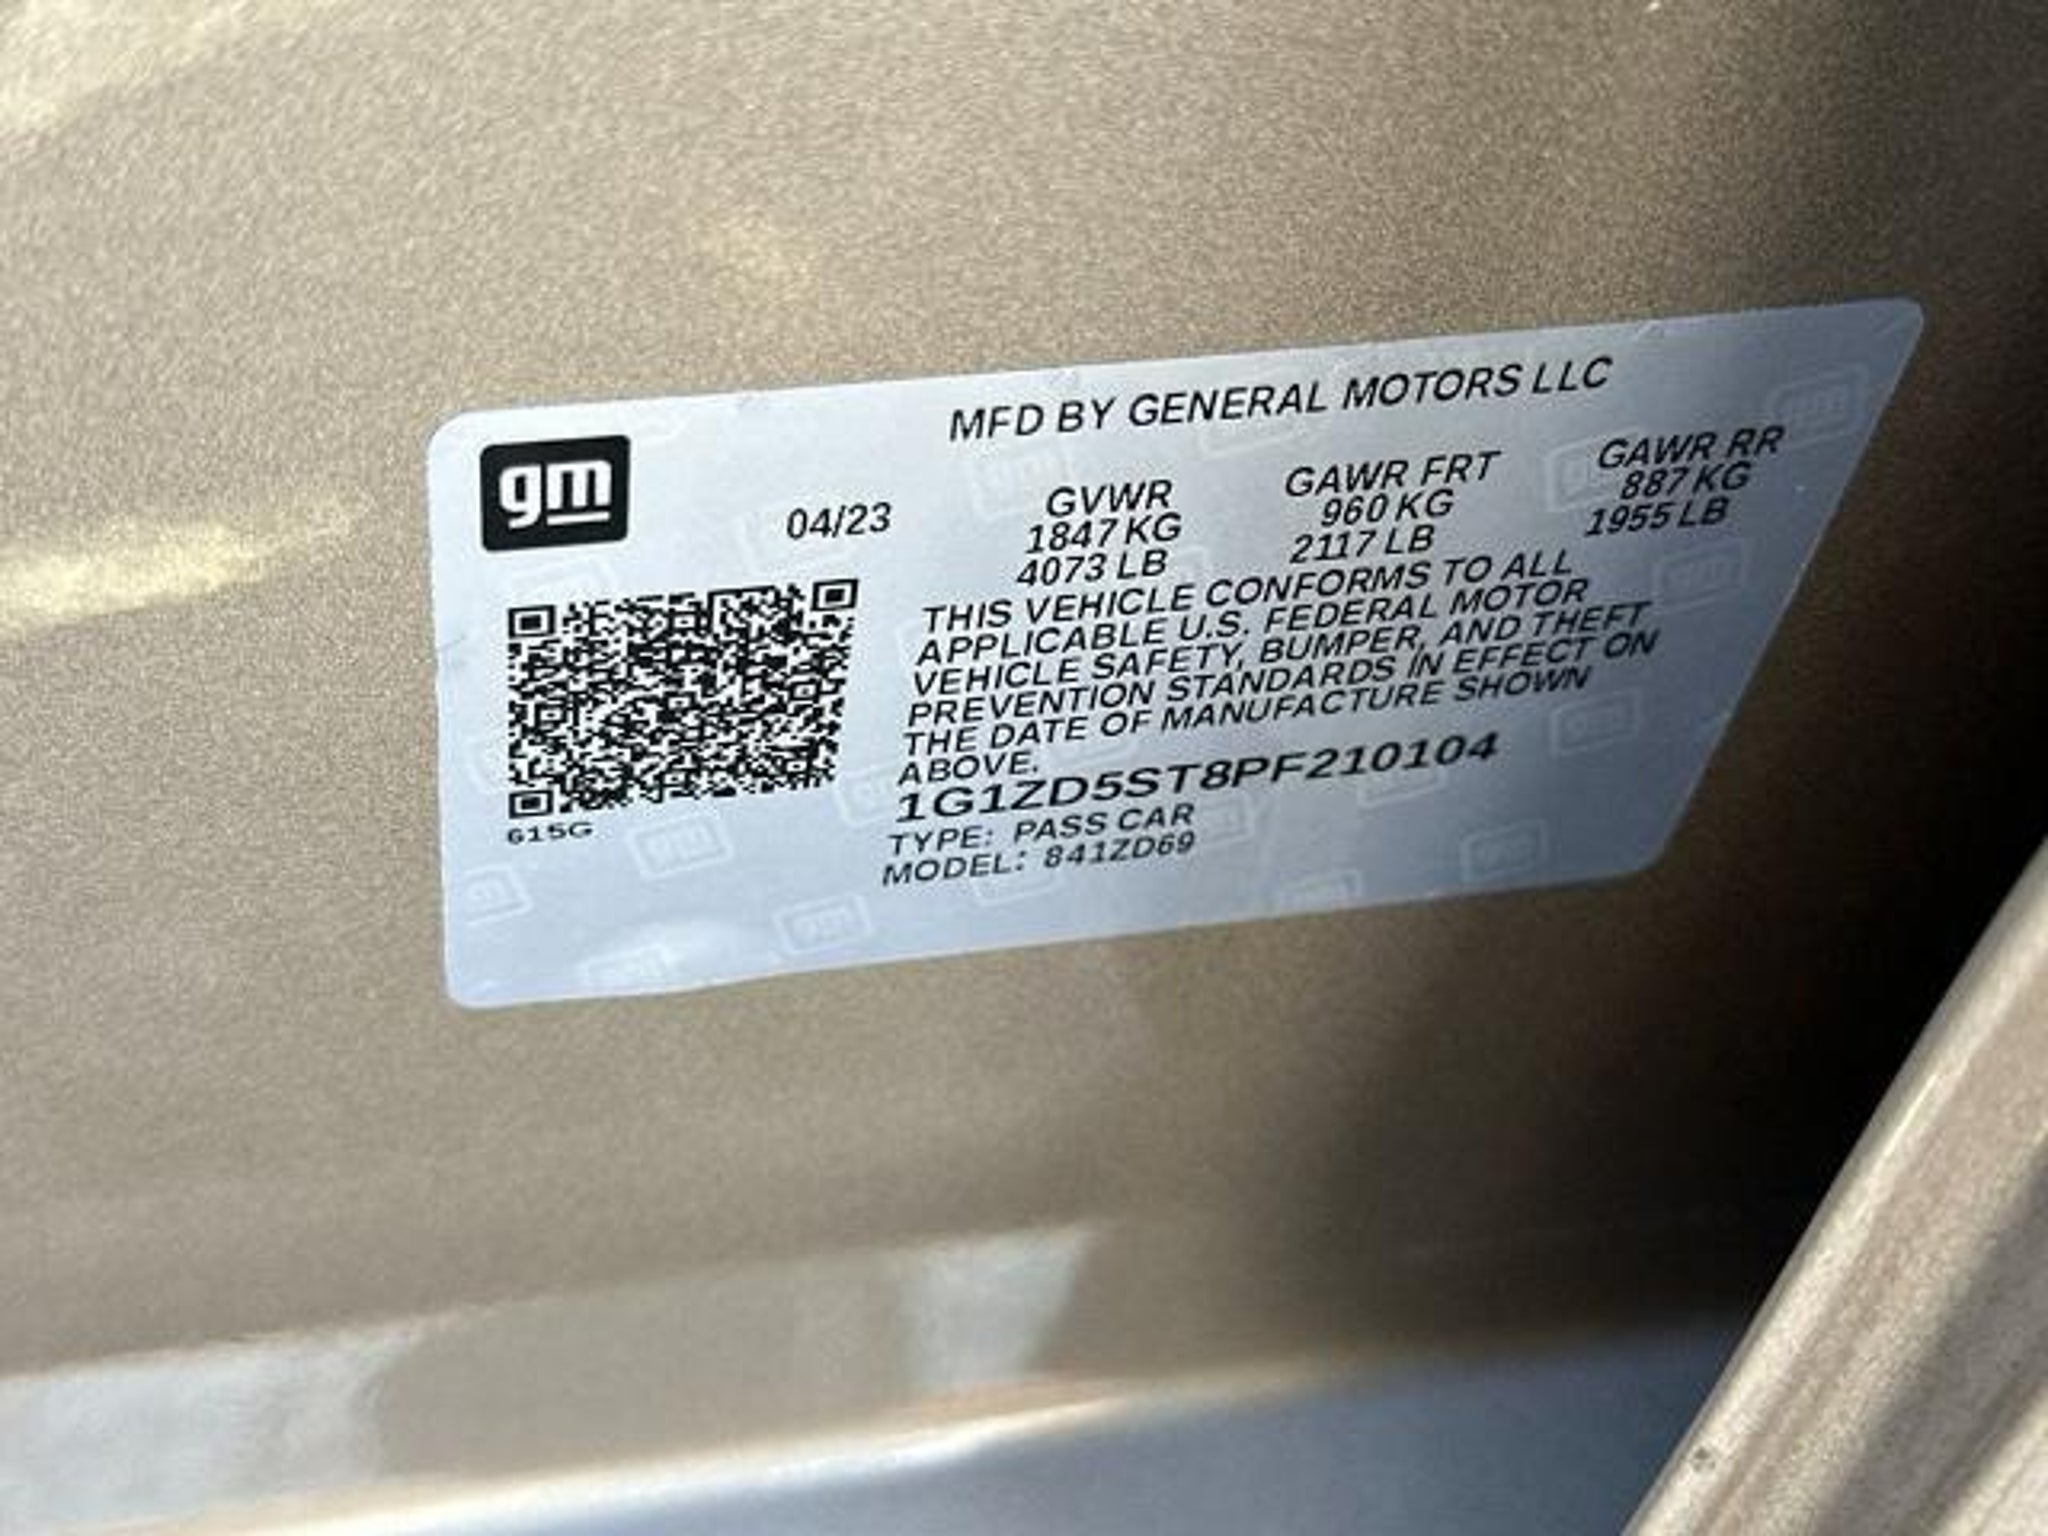 gm
MFD BY GENERAL MOTORS LLC
04/23 GVWR GAWR FRT GAWR RR
1847 KG 960 KG 887 KG
4073 LB 2117 LB 1955 LB
THIS VEHICLE CONFORMS TO ALL
APPLICABLE U.S. FEDERAL MOTOR
VEHICLE SAFETY, BUMPER, AND THEFT
PREVENTION STANDARDS IN EFFECT ON
THE DATE OF MANUFACTURE SHOWN
ABOVE.
1G1ZD5ST8PF210104
TYPE: PASS CAR
MODEL: 841ZD69
G15G